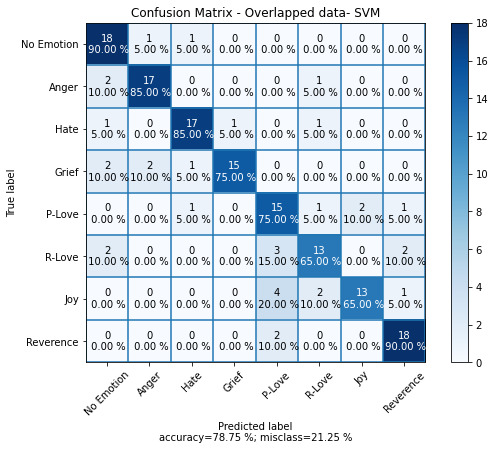 Confusion Matrix - Overlapped data- SVM
No Emotion 18 1 1 0 0 0 0 0
90.00 % 5.00 % 5.00 % 0.00 % 0.00 % 0.00 % 0.00 % 0.00 %
Anger 2 17 0 0 0 1 0 0
10.00 % 85.00 % 0.00 % 0.00 % 0.00 % 5.00 % 0.00 % 0.00 %
Hate 1 0 17 1 0 1 0 0
5.00 % 0.00 % 85.00 % 5.00 % 0.00 % 5.00 % 0.00 % 0.00 %
Grief 2 2 1 15 0 0 0 0
10.00 % 10.00 % 5.00 % 75.00 % 0.00 % 0.00 % 0.00 % 0.00 %
P-Love 0 0 1 0 15 1 2 1
0.00 % 0.00 % 5.00 % 0.00 % 75.00 % 5.00 % 10.00 % 5.00 %
R-Love 2 0 0 0 3 13 0 2
10.00 % 0.00 % 0.00 % 0.00 % 15.00 % 65.00 % 0.00 % 10.00 %
Joy 0 0 0 0 4 2 13 1
0.00 % 0.00 % 0.00 % 0.00 % 20.00 % 10.00 % 65.00 % 5.00 %
Reverence 0 0 0 0 2 0 0 18
0.00 % 0.00 % 0.00 % 0.00 % 10.00 % 0.00 % 0.00 % 90.00 %
True label
No Emotion Anger Hate Grief P-Love R-Love Joy Reverence
Predicted label
accuracy=78.75 %; misclass=21.25 %
18
16
14
12
10
8
6
4
2
0